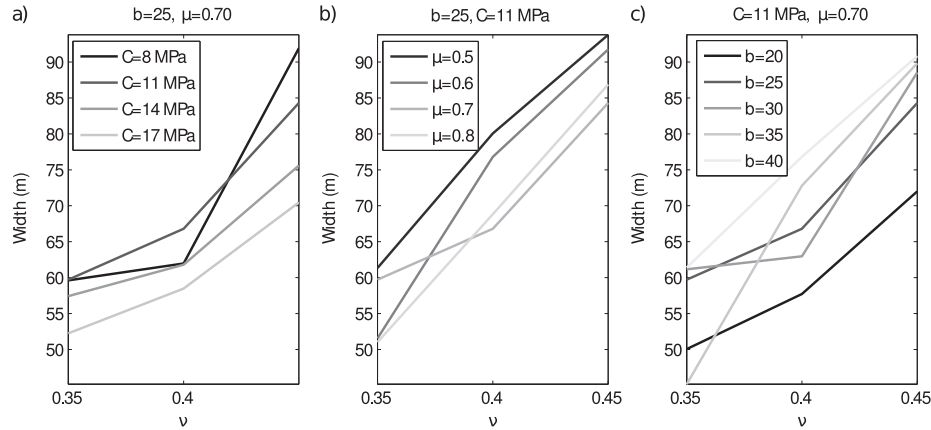 a)
b=25, μ=0.70
C=8 MPa
C=11 MPa
C=14 MPa
C=17 MPa
90
85
80
75
70
65
60
55
50
Width (m)
0.35
0.4
ν
b)
b=25, C=11 MPa
μ=0.5
μ=0.6
μ=0.7
μ=0.8
90
85
80
75
70
65
60
55
50
Width (m)
0.35
0.4
0.45
ν
c)
C=11 MPa, μ=0.70
b=20
b=25
b=30
b=35
b=40
90
85
80
75
70
65
60
55
50
Width (m)
0.35
0.4
0.45
ν